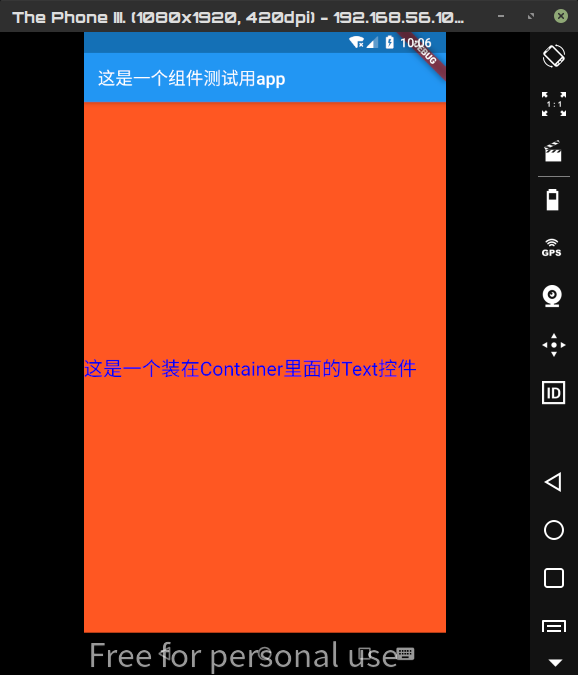 The Phone III. (1080x1920, 420dpi) - 192.168.56.10...
10:06
DEBUG
这是一个组件测试用app
1:1
GPS
这是一个装在Container里面的Text控件
ID
Free for personal use